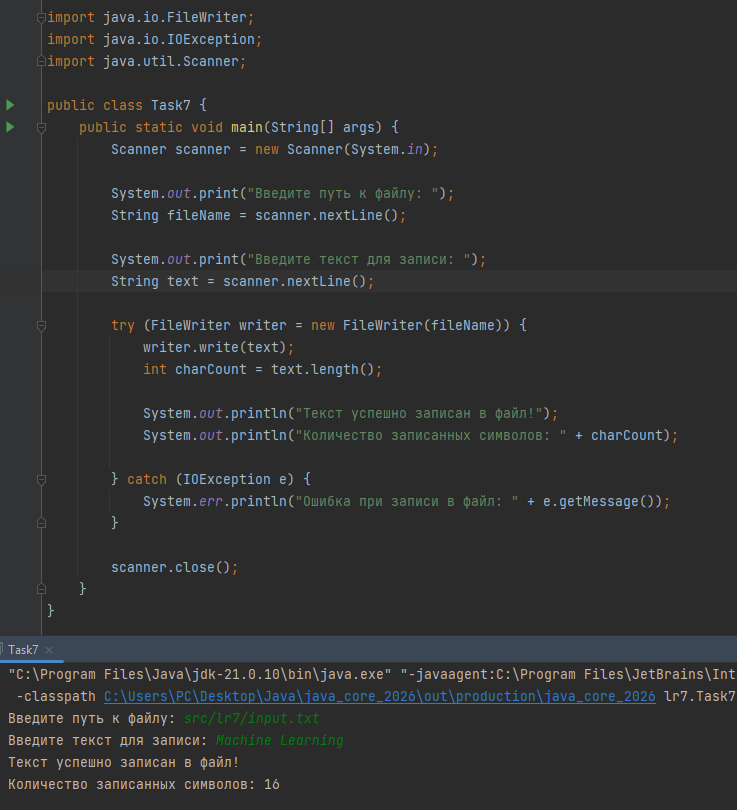 import java.io.FileWriter;
import java.io.IOException;
import java.util.Scanner;
public class Task7 {
public static void main(String[] args) {
Scanner scanner = new Scanner(System.in);
System.out.print("Введите путь к файлу: ");
String fileName = scanner.nextLine();
System.out.print("Введите текст для записи: ");
String text = scanner.nextLine();
try (FileWriter writer = new FileWriter(fileName)) {
writer.write(text);
int charCount = text.length();
System.out.println("Текст успешно записан в файл!");
System.out.println("Количество записанных символов: " + charCount);
} catch (IOException e) {
System.err.println("Ошибка при записи в файл: " + e.getMessage());
}
scanner.close();
}
}
Task7
"C:\Program Files\Java\jdk-21.0.10\bin\java.exe" "-javaagent:C:\Program Files\JetBrains\Int
-classpath C:\Users\PC\Desktop\Java\java_core_2026\out\production\java_core_2026 lr7.Task7
Введите путь к файлу: src/lr7/input.txt
Введите текст для записи: Machine Learning
Текст успешно записан в файл!
Количество записанных символов: 16